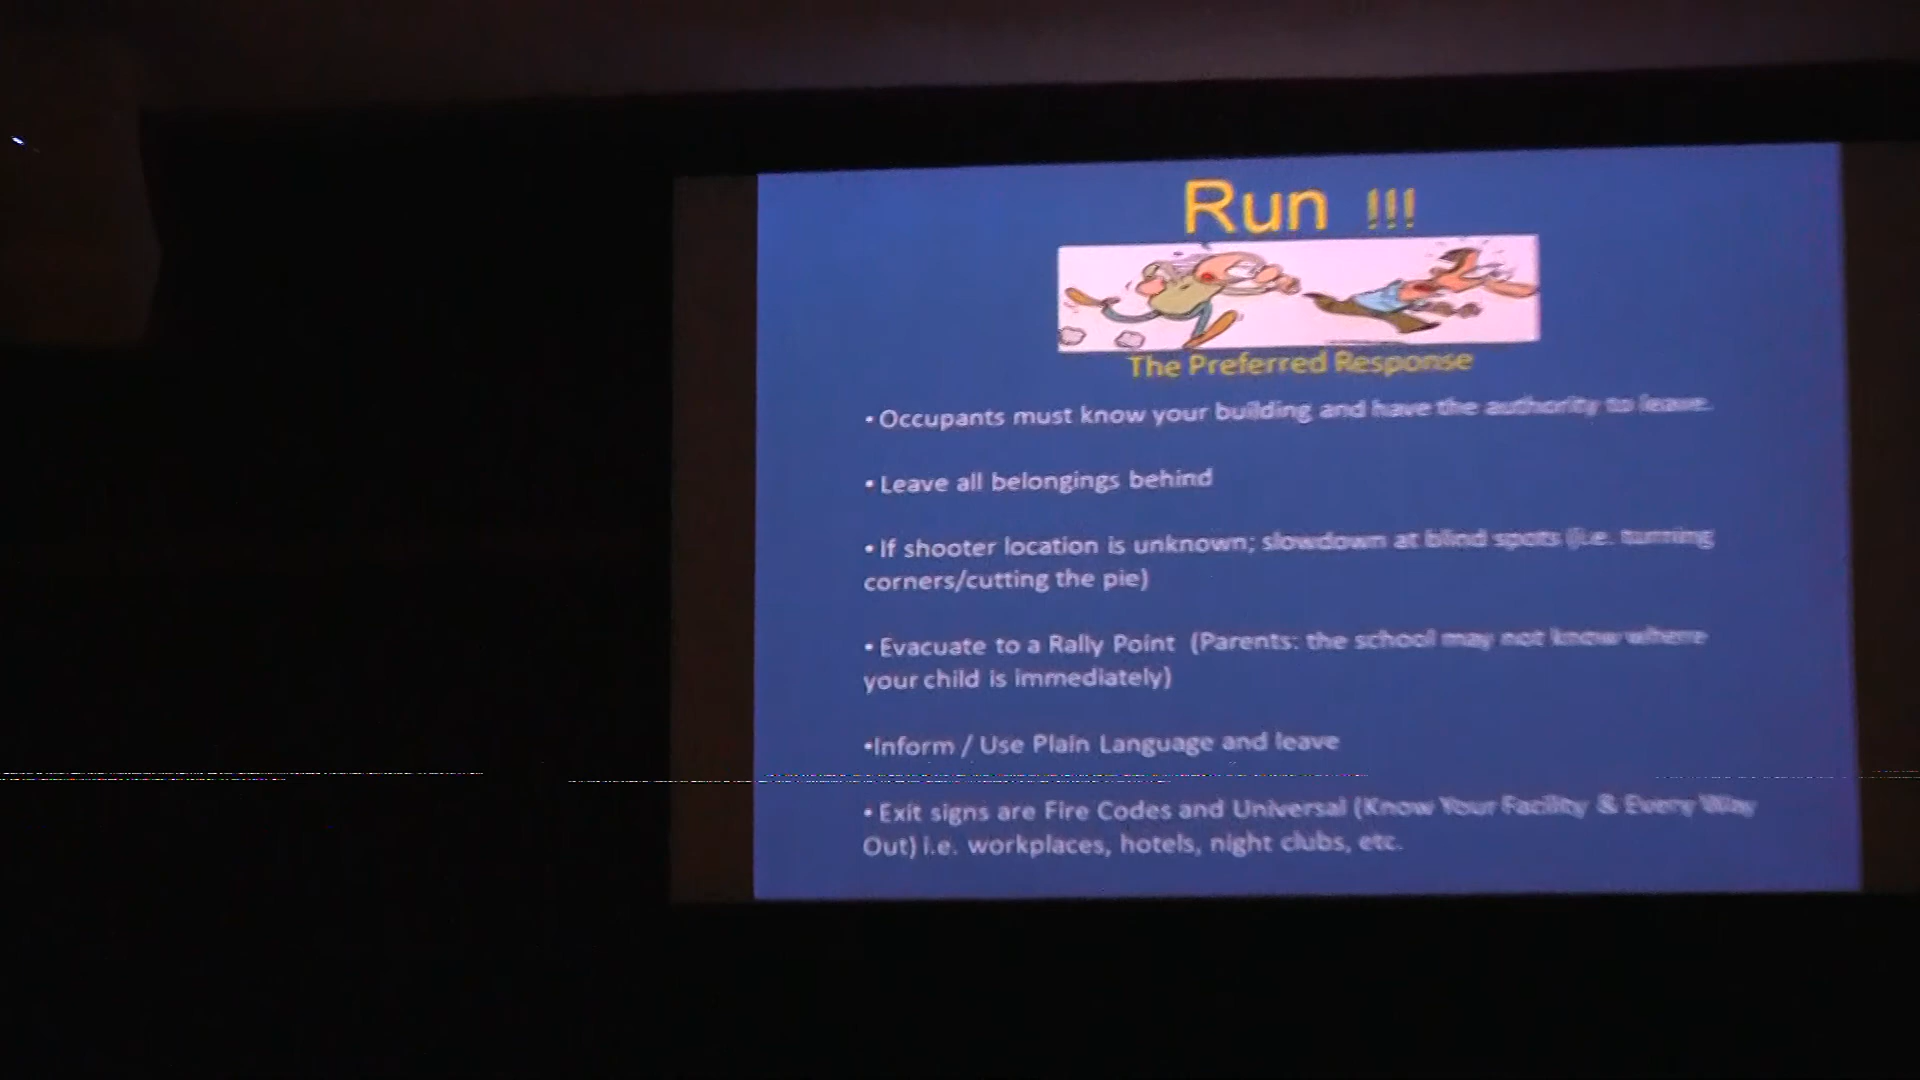 Run !!!
The Preferred Response
• Occupants must know your building and have the authority to leave.
• Leave all belongings behind
• If shooter location is unknown; slowdown at blind spots (i.e. turning
corners/cutting the pie)
• Evacuate to a Rally Point (Parents: the school may not know where
your child is immediately)
•Inform / Use Plain Language and leave
• Exit signs are Fire Codes and Universal (Know Your Facility & Every Way
Out) i.e. workplaces, hotels, night clubs, etc.